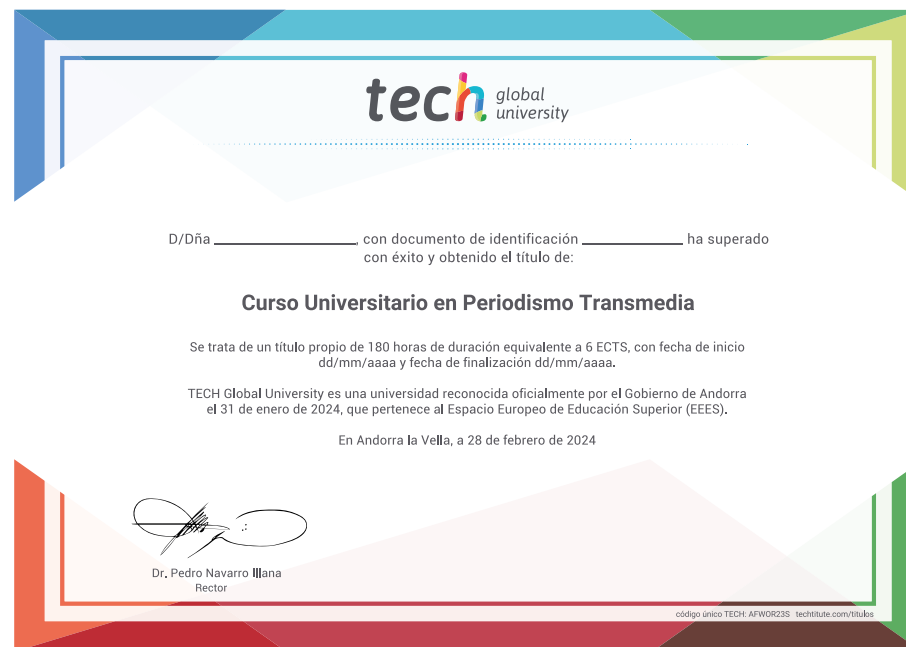 tech global
university
D/Dña ______________, con documento de identificación __________ ha superado
con éxito y obtenido el título de:
Curso Universitario en Periodismo Transmedia
Se trata de un título propio de 180 horas de duración equivalente a 6 ECTS, con fecha de inicio
dd/mm/aaaa y fecha de finalización dd/mm/aaaa.
TECH Global University es una universidad reconocida oficialmente por el Gobierno de Andorra
el 31 de enero de 2024, que pertenece al Espacio Europeo de Educación Superior (EEES).
En Andorra la Vella, a 28 de febrero de 2024
Dr. Pedro Navarro Illana
Rector
código único TECH: AFWOR23S techtitute.com/titulos